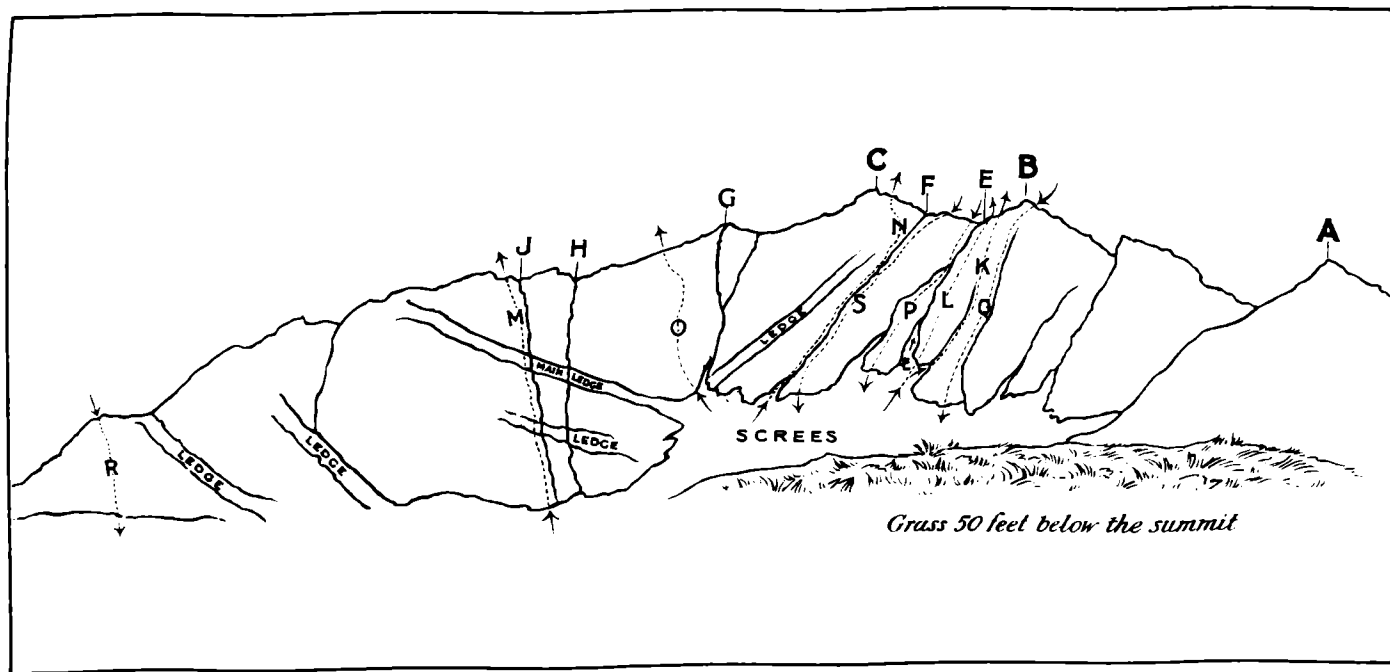 C
B
F
E
G
A
N
J
H
K
S
P
L
Q
M
O
LEDGE
MAIN LEDGE
LEDGE
SCREES
R
LEDGE
LEDGE
Grass 50 feet below the summit